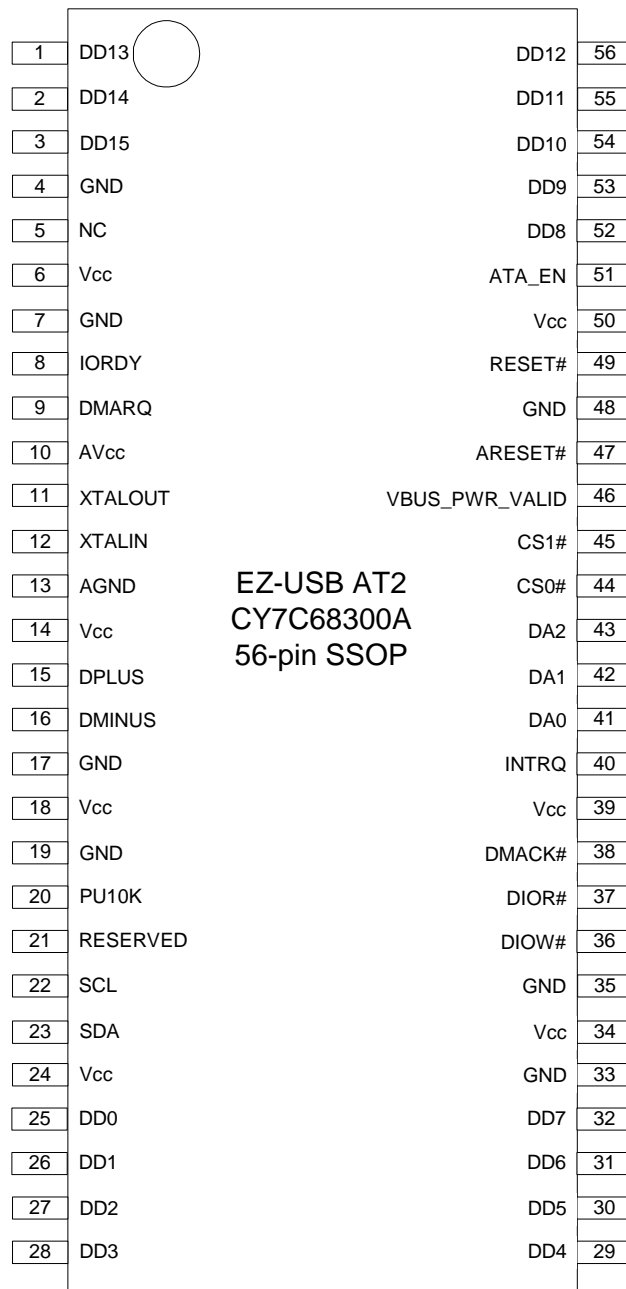 1 DD13 DD12 56
2 DD14 DD11 55
3 DD15 DD10 54
4 GND DD9 53
5 NC DD8 52
6 Vcc ATA_EN 51
7 GND Vcc 50
8 IORDY RESET# 49
9 DMARQ GND 48
10 AVcc ARESET# 47
11 XTALOUT VBUS_PWR_VALID 46
12 XTALIN CS1# 45
13 AGND EZ-USB AT2 CS0# 44
14 Vcc CY7C68300A DA2 43
56-pin SSOP
15 DPLUS DA1 42
16 DMINUS DA0 41
17 GND INTRQ 40
18 Vcc Vcc 39
19 GND DMACK# 38
20 PU10K DIOR# 37
21 RESERVED DIOW# 36
22 SCL GND 35
23 SDA Vcc 34
24 Vcc GND 33
25 DD0 DD7 32
26 DD1 DD6 31
27 DD2 DD5 30
28 DD3 DD4 29